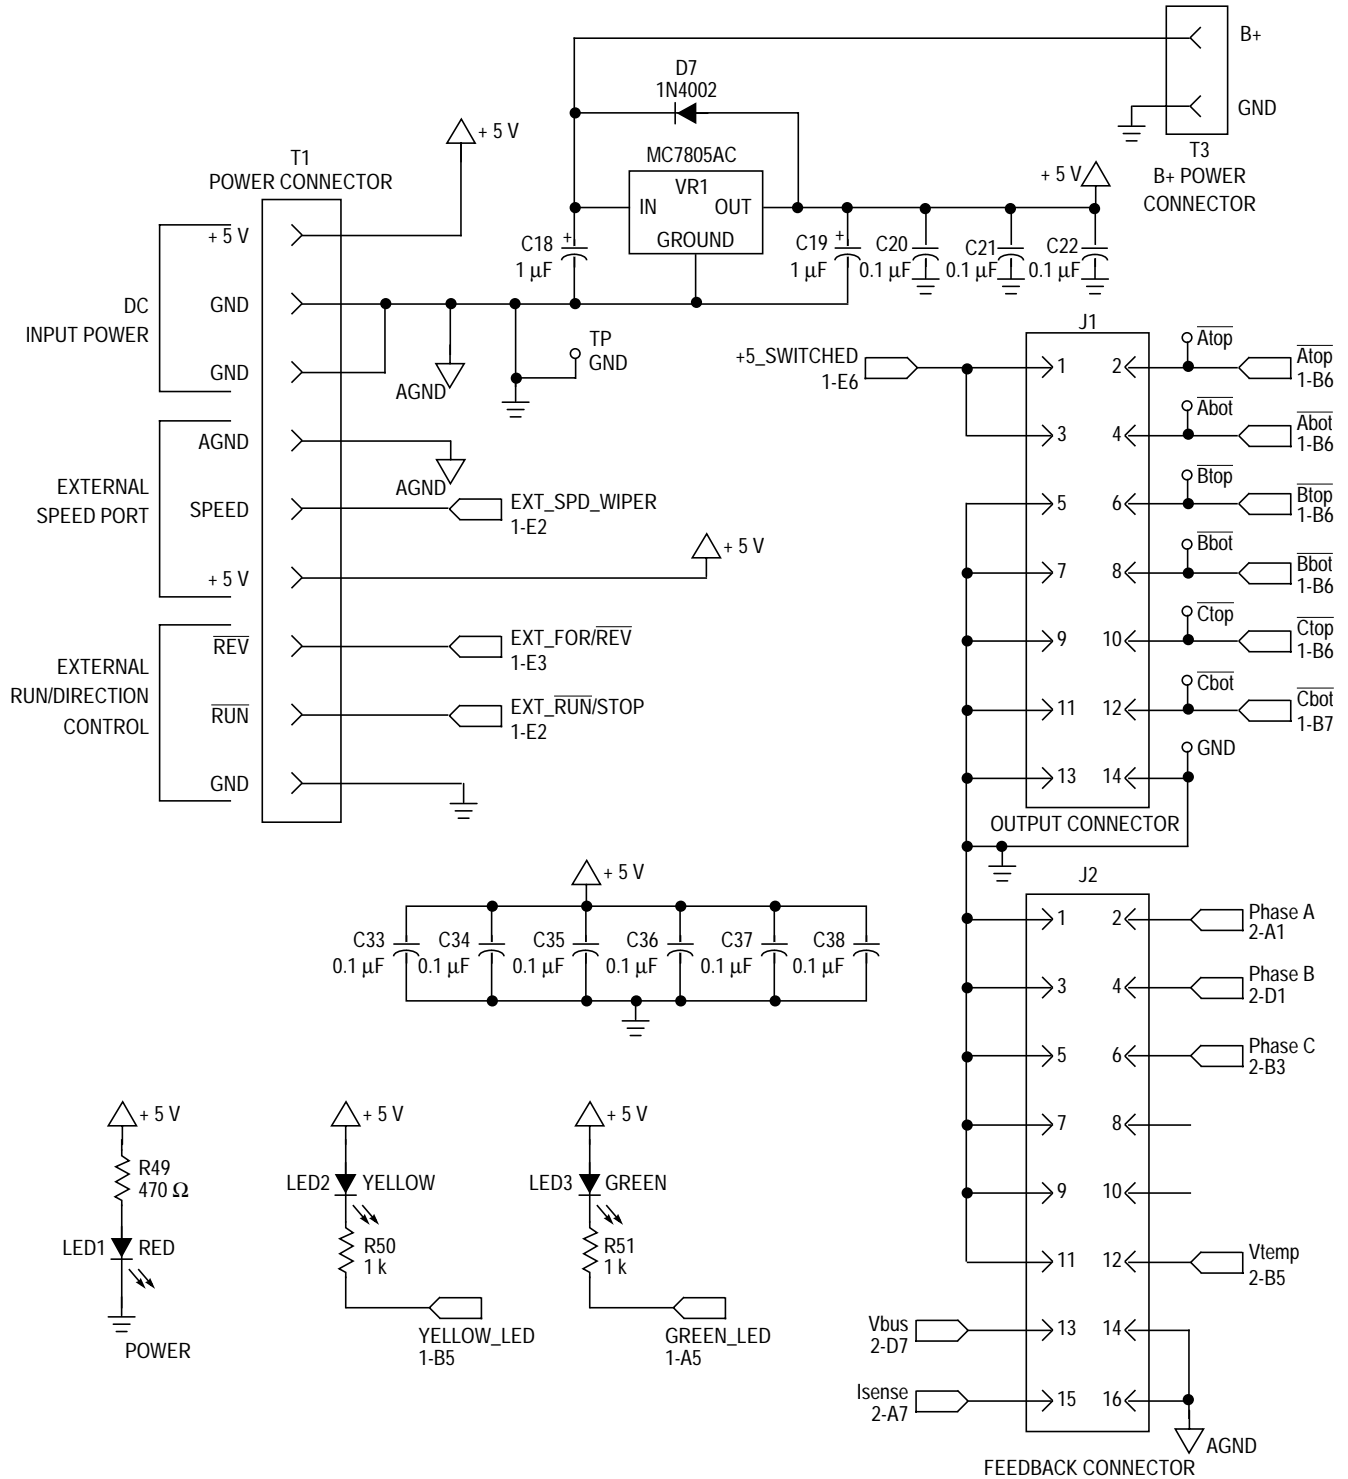 B+
GND
T3
B+ POWER
CONNECTOR
D7
1N4002
MC7805AC
VR1
IN OUT
GROUND
+ 5 V
C18 +
1 µF
C19 +
1 µF
C20
0.1 µF
C21
0.1 µF
C22
0.1 µF
+ 5 V
T1
POWER CONNECTOR
+ 5 V
DC
INPUT POWER
GND
GND
AGND
TP
GND
EXTERNAL
SPEED PORT
AGND
AGND
SPEED
EXT_SPD_WIPER
1-E2
+ 5 V
+ 5 V
EXTERNAL
RUN/DIRECTION
CONTROL
REV
EXT_FOR/REV
1-E3
RUN
EXT_RUN/STOP
1-E2
GND
J1
+5_SWITCHED
1-E6
1 2
Atop
Atop
1-B6
3 4
Abot
Abot
1-B6
5 6
Btop
Btop
1-B6
7 8
Bbot
Bbot
1-B6
9 10
Ctop
Ctop
1-B6
11 12
Cbot
Cbot
1-B7
13 14
GND
OUTPUT CONNECTOR
+ 5 V
C33
0.1 µF
C34
0.1 µF
C35
0.1 µF
C36
0.1 µF
C37
0.1 µF
C38
0.1 µF
J2
1 2
Phase A
2-A1
3 4
Phase B
2-D1
5 6
Phase C
2-B3
7 8
9 10
11 12
Vtemp
2-B5
Vbus
2-D7
13 14
Isense
2-A7
15 16
AGND
FEEDBACK CONNECTOR
+ 5 V
R49
470 Ω
LED1 RED
POWER
+ 5 V
LED2 YELLOW
R50
1 k
YELLOW_LED
1-B5
+ 5 V
LED3 GREEN
R51
1 k
GREEN_LED
1-A5